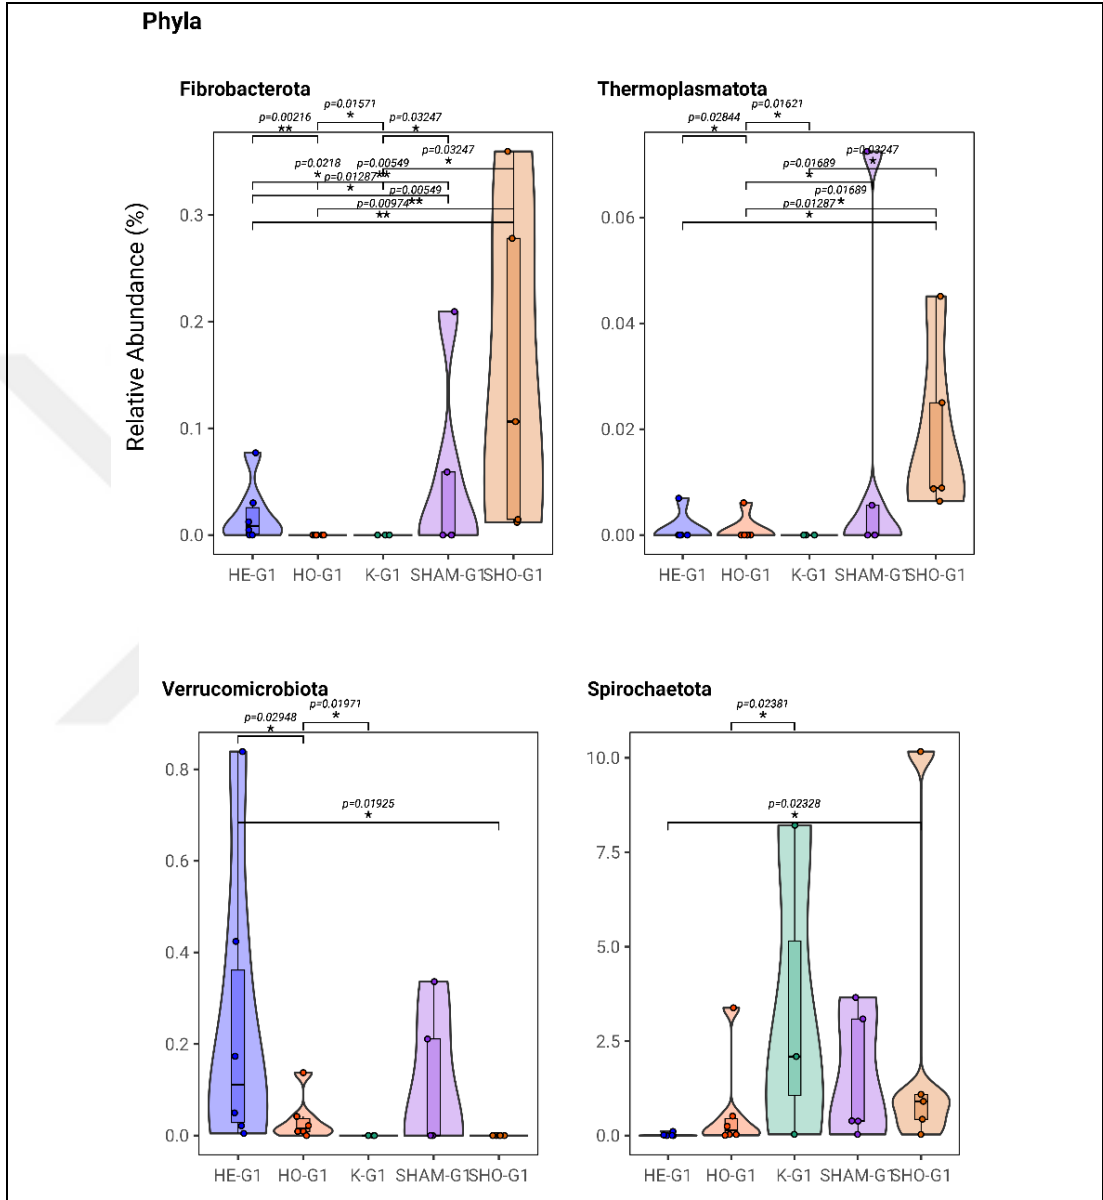 Phyla
Fibrobacterota
p=0.00216
**
p=0.01571
*
p=0.03247
*
p=0.03247
*
p=0.0218
*
p=0.00549
**
p=0.01287
*
p=0.00549
**
p=0.00974
**
Relative Abundance (%)
0.3
0.2
0.1
0.0
HE-G1 HO-G1 K-G1 SHAM-G1 SHO-G1
Thermoplasmatota
p=0.02844
*
p=0.01621
*
p=0.03247
*
p=0.01689
*
p=0.01689
*
p=0.01287
*
0.06
0.04
0.02
0.00
HE-G1 HO-G1 K-G1 SHAM-G1 SHO-G1
Verrucomicrobiota
p=0.02948
*
p=0.01971
*
p=0.01925
*
0.8
0.6
0.4
0.2
0.0
HE-G1 HO-G1 K-G1 SHAM-G1 SHO-G1
Spirochaetota
p=0.02381
*
p=0.02328
*
10.0
7.5
5.0
2.5
0.0
HE-G1 HO-G1 K-G1 SHAM-G1 SHO-G1